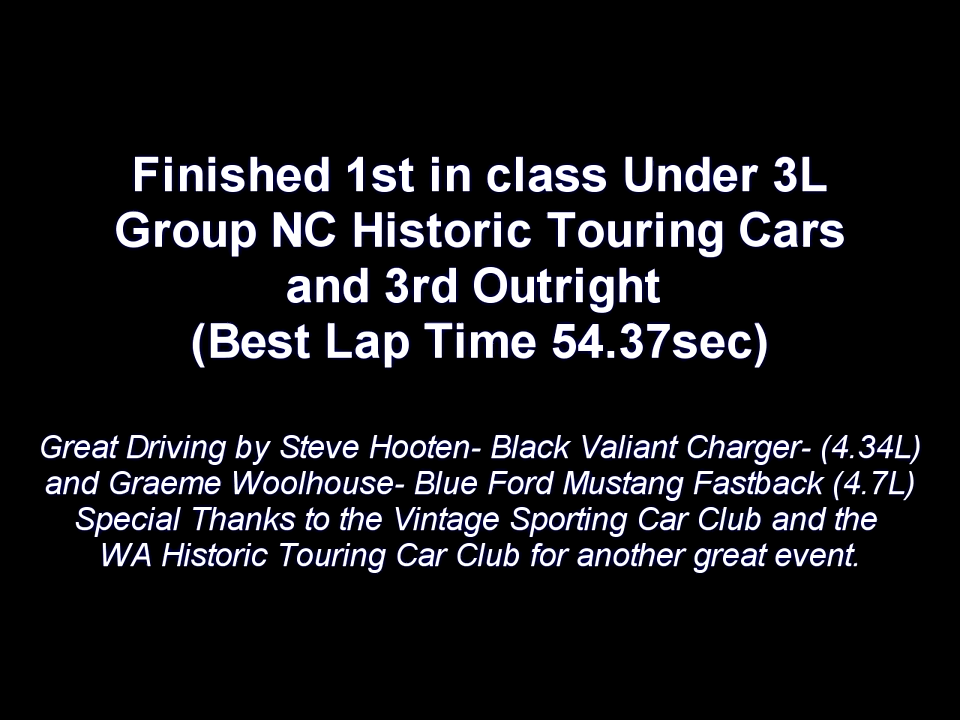 Finished 1st in class Under 3L
Group NC Historic Touring Cars
and 3rd Outright
(Best Lap Time 54.37sec)
Great Driving by Steve Hooten- Black Valiant Charger- (4.34L)
and Graeme Woolhouse- Blue Ford Mustang Fastback (4.7L)
Special Thanks to the Vintage Sporting Car Club and the
WA Historic Touring Car Club for another great event.